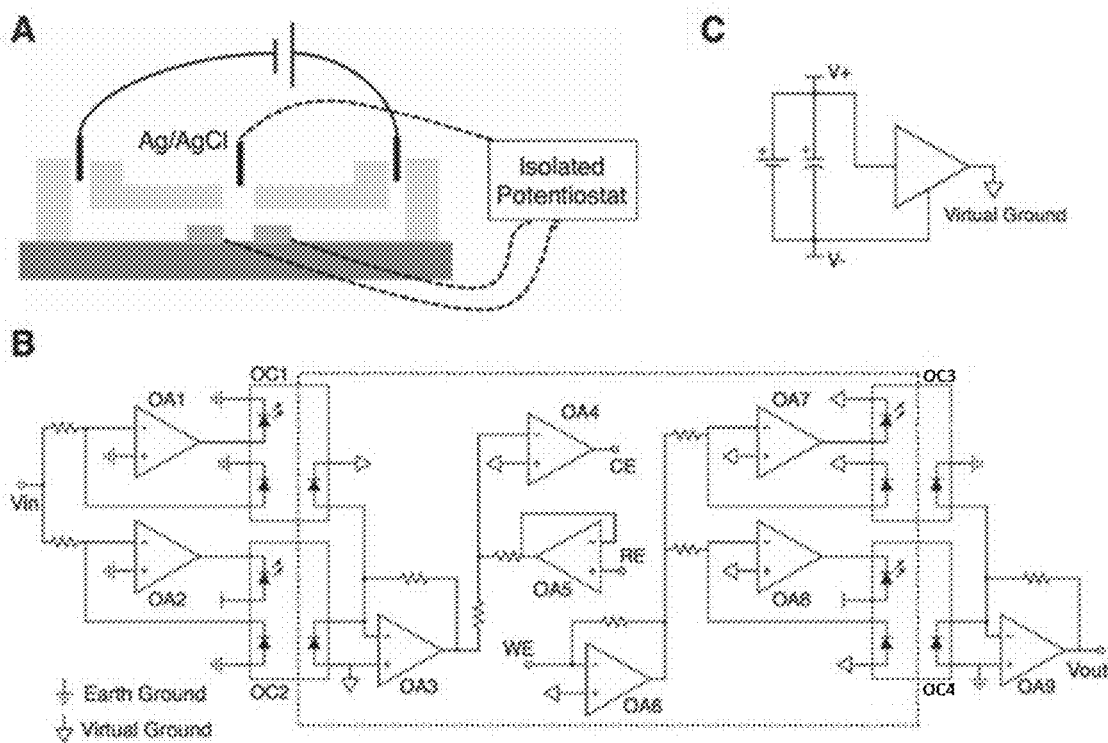 A
C
V+
Ag/AgCl
Isolated
Potentiostat
Virtual Ground
V-
B
OC1
OC3
OA1
OA4
OA7
CE
Vin
OA2
OA5
RE
OA8
WE
OC2
OA3
OA6
OC4
OA9
Vout
Earth Ground
Virtual Ground